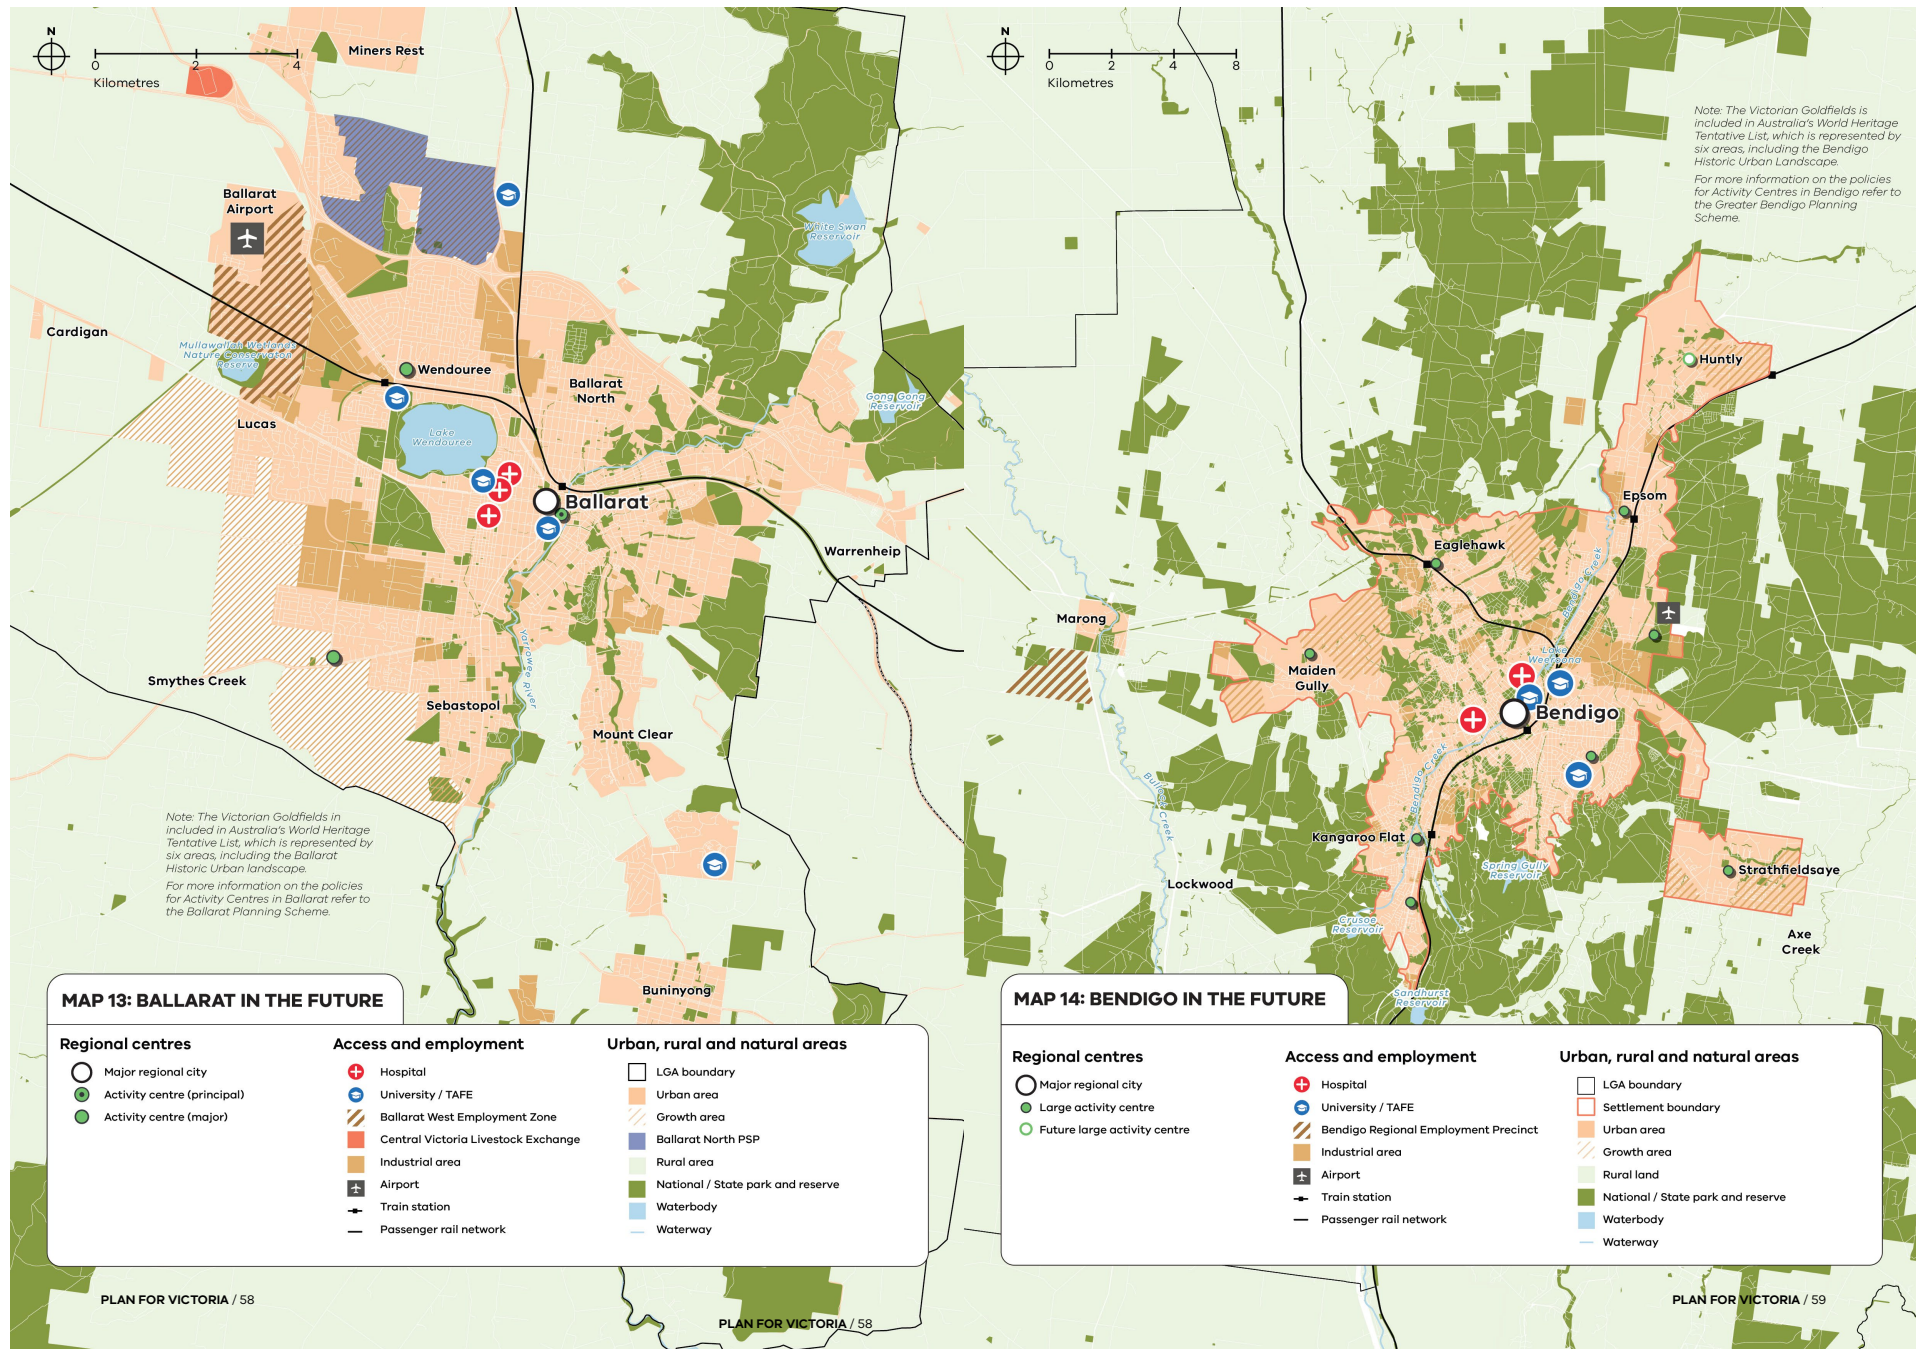 N
0 2 4
Kilometres
Miners Rest
Ballarat
Airport
White Swan
Reservoir
Cardigan
Mullawallah Wetlands
Nature Conservation
Reserve
Wendouree
Ballarat
North
Gong Gong
Reservoir
Lucas
Lake
Wendouree
Ballarat
Warrenheip
Yarrowee River
Smythes Creek
Sebastopol
Mount Clear
Note: The Victorian Goldfields in
included in Australia's World Heritage
Tentative List, which is represented by
six areas, including the Ballarat
Historic Urban landscape.
For more information on the policies
for Activity Centres in Ballarat refer to
the Ballarat Planning Scheme.
Buninyong
MAP 13: BALLARAT IN THE FUTURE
Regional centres
Major regional city
Activity centre (principal)
Activity centre (major)
Access and employment
Hospital
University / TAFE
Ballarat West Employment Zone
Central Victoria Livestock Exchange
Industrial area
Airport
Train station
Passenger rail network
Urban, rural and natural areas
LGA boundary
Urban area
Growth area
Ballarat North PSP
Rural area
National / State park and reserve
Waterbody
Waterway
PLAN FOR VICTORIA / 58
PLAN FOR VICTORIA / 58
N
0 2 4 8
Kilometres
Note: The Victorian Goldfields is
included in Australia's World Heritage
Tentative List, which is represented by
six areas, including the Bendigo
Historic Urban Landscape.
For more information on the policies
for Activity Centres in Bendigo refer to
the Greater Bendigo Planning
Scheme.
Huntly
Epsom
Eaglehawk
Bendigo Creek
Marong
Lake
Weeroona
Maiden
Gully
Bendigo
Bendigo Creek
Bullock Creek
Kangaroo Flat
Spring Gully
Reservoir
Strathfieldsaye
Lockwood
Crusoe
Reservoir
Axe
Creek
Sandhurst
Reservoir
MAP 14: BENDIGO IN THE FUTURE
Regional centres
Major regional city
Large activity centre
Future large activity centre
Access and employment
Hospital
University / TAFE
Bendigo Regional Employment Precinct
Industrial area
Airport
Train station
Passenger rail network
Urban, rural and natural areas
LGA boundary
Settlement boundary
Urban area
Growth area
Rural land
National / State park and reserve
Waterbody
Waterway
PLAN FOR VICTORIA / 59